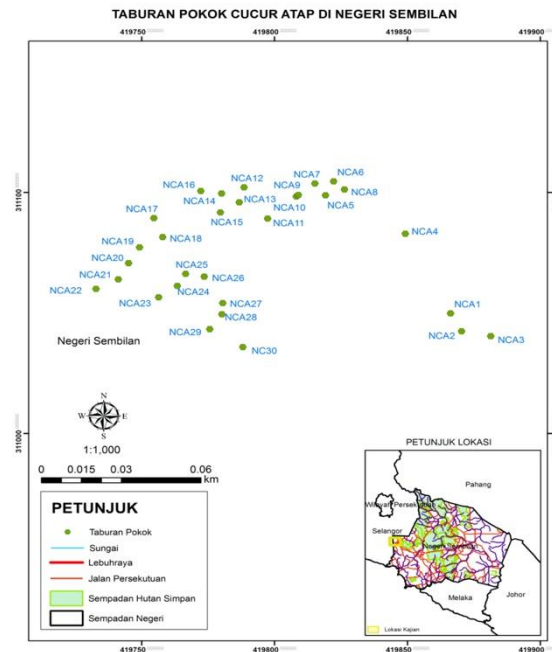 TABURAN POKOK CUCUR ATAP DI NEGERI SEMBILAN
419750
419800
419850
419900
NCA12
NCA7
NCA6
NCA16
NCA9
NCA8
311100
NCA14
NCA13
NCA10
NCA5
NCA17
NCA15
NCA11
NCA4
NCA19
NCA18
NCA20
NCA25
NCA21
NCA26
NCA22
NCA24
NCA23
NCA27
NCA1
NCA28
NCA29
NCA2
NCA3
Negeri Sembilan
NC30
N
W
E
S
311000
1:1,000
0
0.015
0.03
0.06
km
PETUNJUK
Taburan Pokok
Sungai
Lebuhraya
Jalan Persekutuan
Sempadan Hutan Simpan
Sempadan Negeri
PETUNJUK LOKASI
Pahang
Selangor
Melaka
Johor
Lokasi Kajian
419750
419800
419850
419900